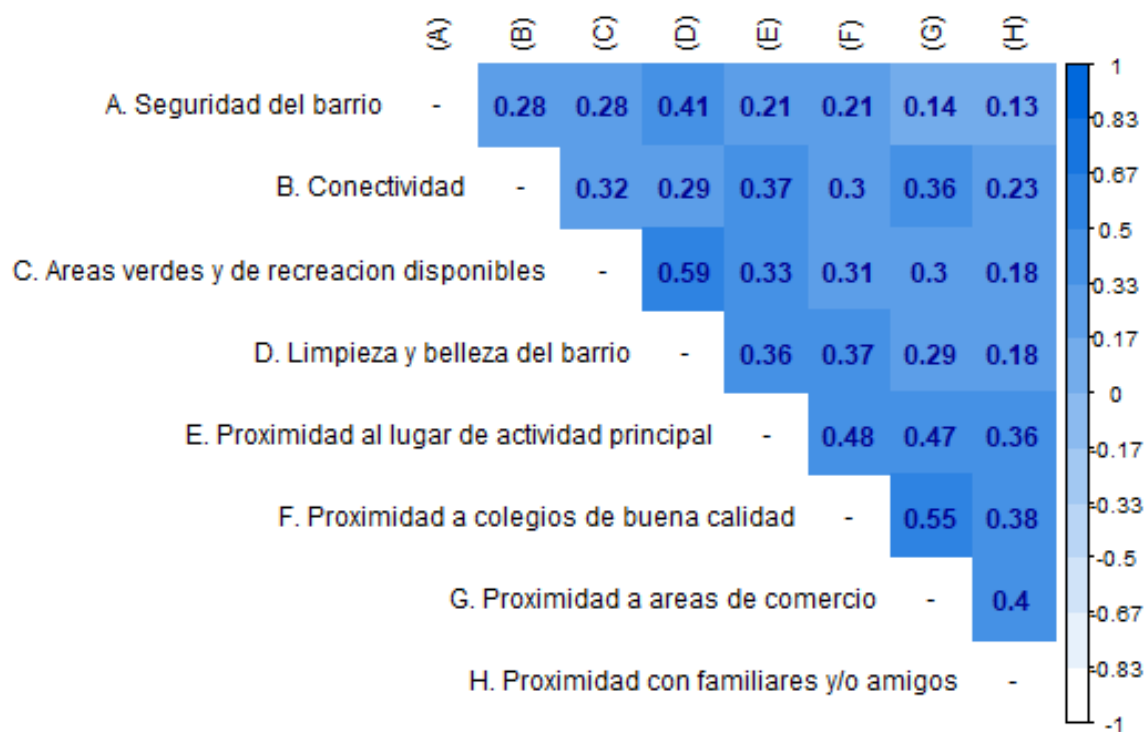 (A) (B) (C) (D) (E) (F) (G) (H)
A. Seguridad del barrio - 0.28 0.28 0.41 0.21 0.21 0.14 0.13
B. Conectividad - 0.32 0.29 0.37 0.3 0.36 0.23
C. Areas verdes y de recreacion disponibles - 0.59 0.33 0.31 0.3 0.18
D. Limpieza y belleza del barrio - 0.36 0.37 0.29 0.18
E. Proximidad al lugar de actividad principal - 0.48 0.47 0.36
F. Proximidad a colegios de buena calidad - 0.55 0.38
G. Proximidad a areas de comercio - 0.4
H. Proximidad con familiares y/o amigos -
1
0.83
0.67
0.5
0.33
0.17
0
-0.17
-0.33
-0.5
-0.67
-0.83
-1